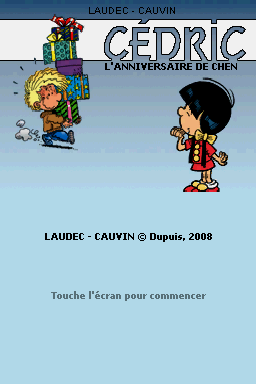 LAUDEC - CAUVIN
CÉDRIC
L'ANNIVERSAIRE DE CHEN
LAUDEC - CAUVIN © Dupuis, 2008
Touche l'écran pour commencer